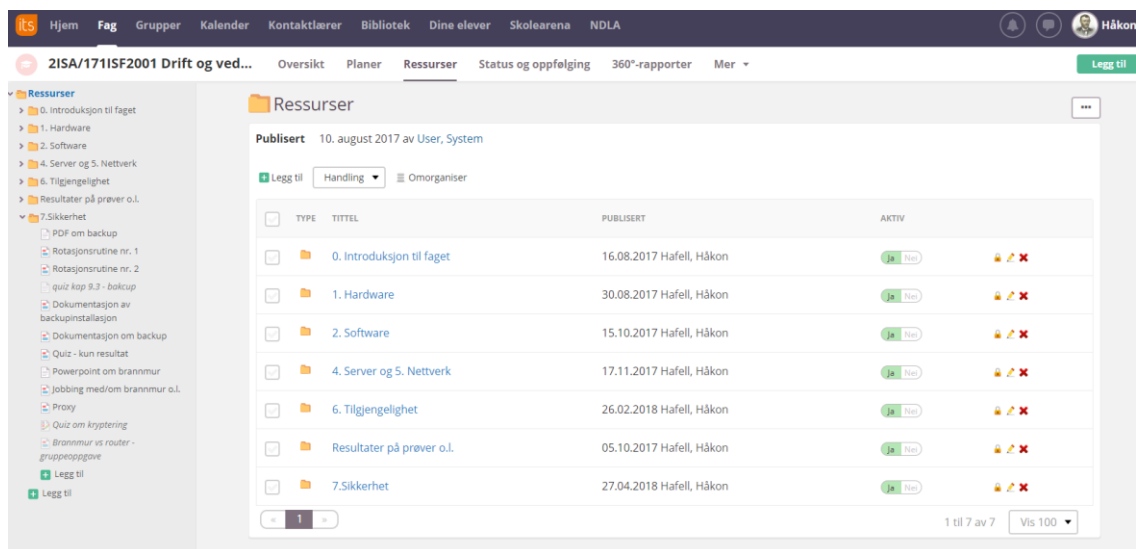 its Hjem Fag Grupper Kalender Kontaktlærer Bibliotek Dine elever Skolearena NDLA Håkon
2ISA/171ISF2001 Drift og ved... Oversikt Planer Ressurser Status og oppfølging 360°-rapporter Mer Legg til
Ressurser
0. Introduksjon til faget
1. Hardware
2. Software
4. Server og 5. Nettverk
6. Tilgjengelighet
Resultater på prøver o.l.
7.Sikkerhet
PDF om backup
Rotasjonsrutine nr. 1
Rotasjonsrutine nr. 2
quiz kap 9.3 - bakcup
Dokumentasjon av
backupinstallasjon
Dokumentasjon om backup
Quiz - kun resultat
Powerpoint om brannmur
Jobbing med/om brannmur o.l.
Proxy
Quiz om kryptering
Brannmur vs router -
gruppeoppgave
Legg til
Legg til
Ressurser
...
Publisert 10. august 2017 av User, System
Legg til Handling Omorganiser
TYPE TITTEL PUBLISERT AKTIV
0. Introduksjon til faget 16.08.2017 Hafell, Håkon Ja Nei
1. Hardware 30.08.2017 Hafell, Håkon Ja Nei
2. Software 15.10.2017 Hafell, Håkon Ja Nei
4. Server og 5. Nettverk 17.11.2017 Hafell, Håkon Ja Nei
6. Tilgjengelighet 26.02.2018 Hafell, Håkon Ja Nei
Resultater på prøver o.l. 05.10.2017 Hafell, Håkon Ja Nei
7.Sikkerhet 27.04.2018 Hafell, Håkon Ja Nei
« 1 » 1 til 7 av 7 Vis 100